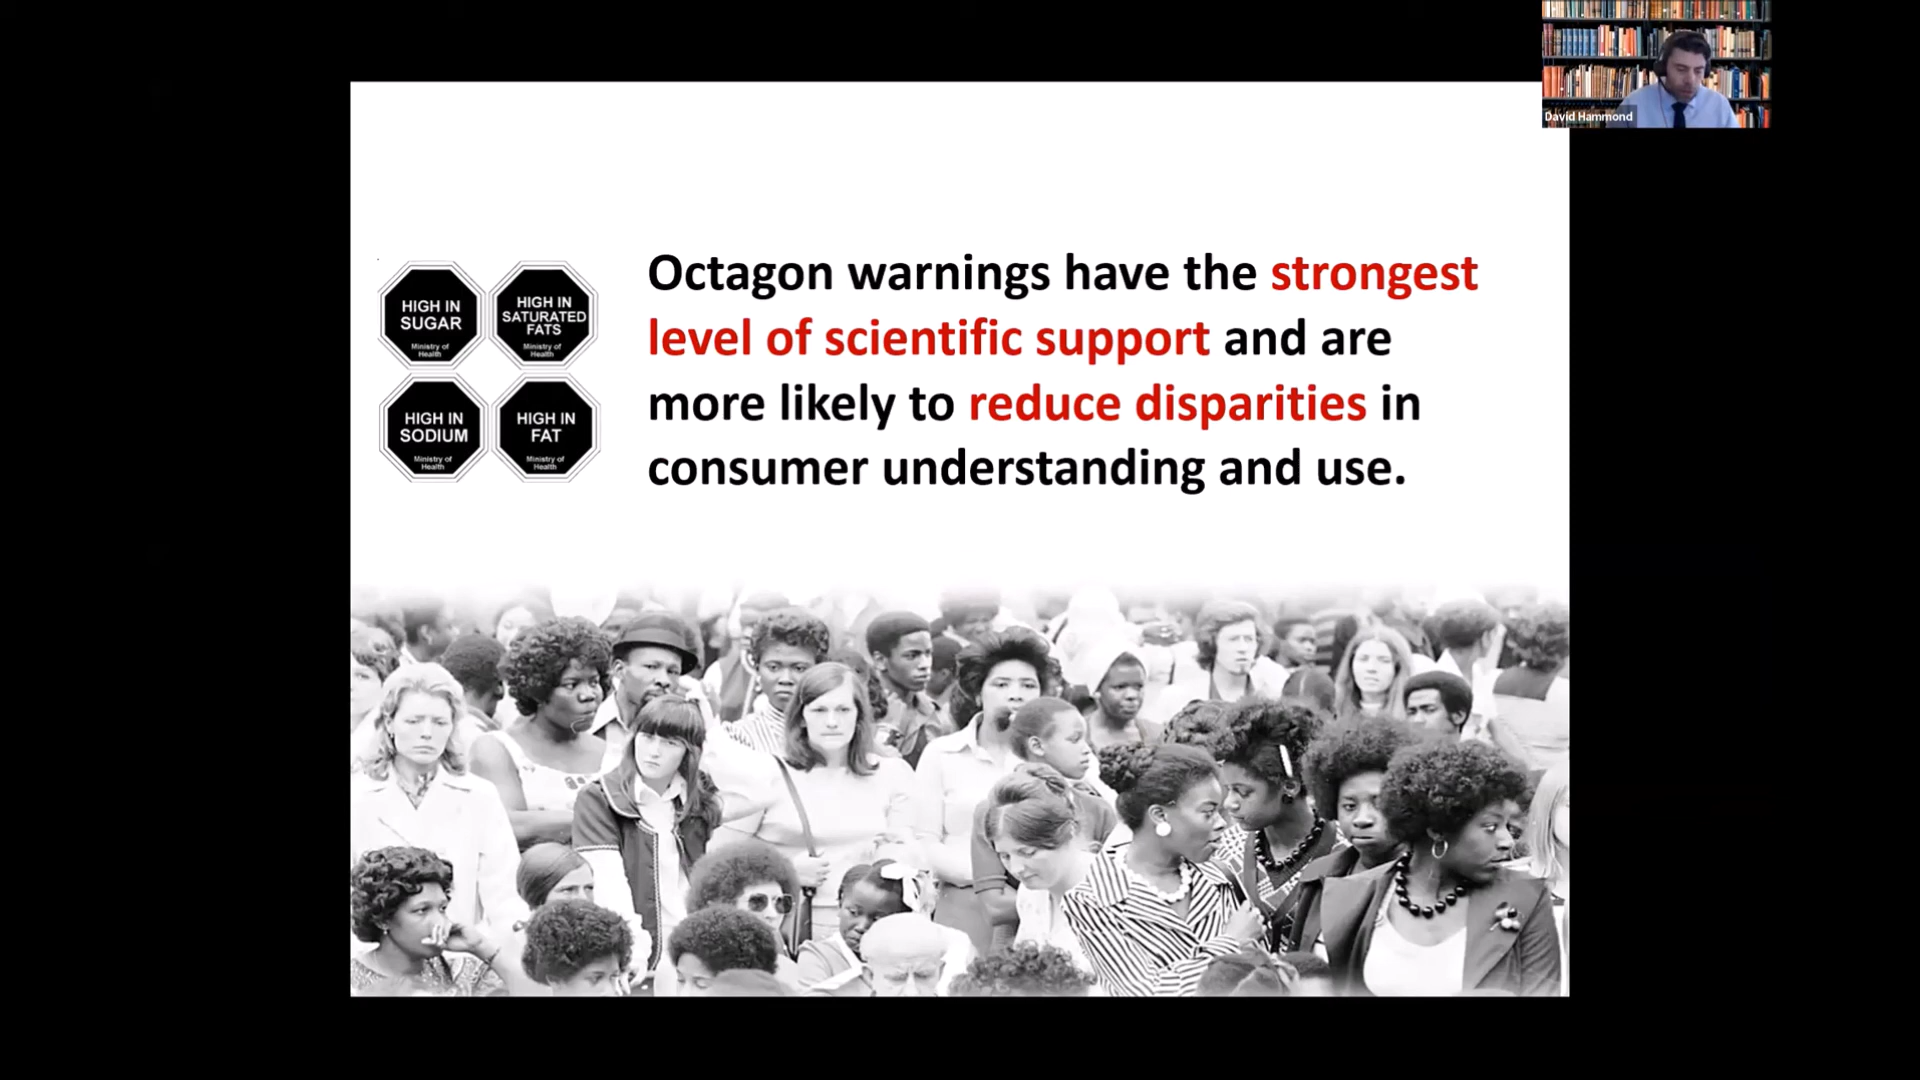 David Hammond
Octagon warnings have the strongest
level of scientific support and are
more likely to reduce disparities in
consumer understanding and use.
HIGH IN
SUGAR
Ministry of
Health
HIGH IN
SATURATED
FATS
Ministry of
Health
HIGH IN
SODIUM
Ministry of
Health
HIGH IN
FAT
Ministry of
Health